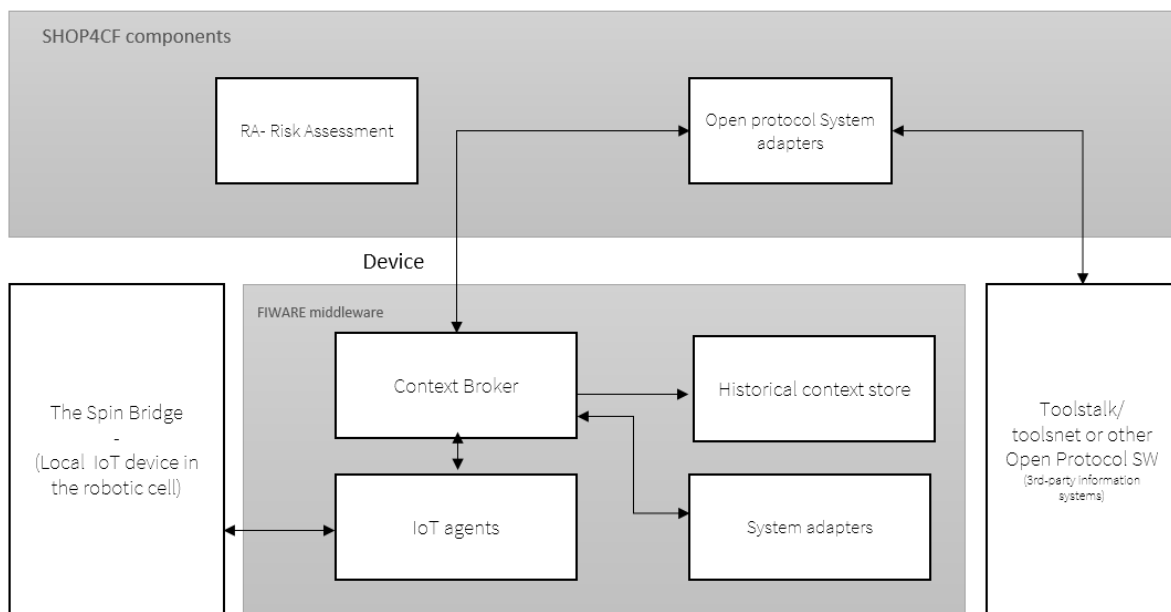 SHOP4CF components
RA- Risk Assessment
Open protocol System
adapters
Device
FIWARE middleware
The Spin Bridge
-
(Local IoT device in
the robotic cell)
Context Broker
Historical context store
IoT agents
System adapters
Toolstalk/
toolsnet or other
Open Protocol SW
(3rd-party information
systems)